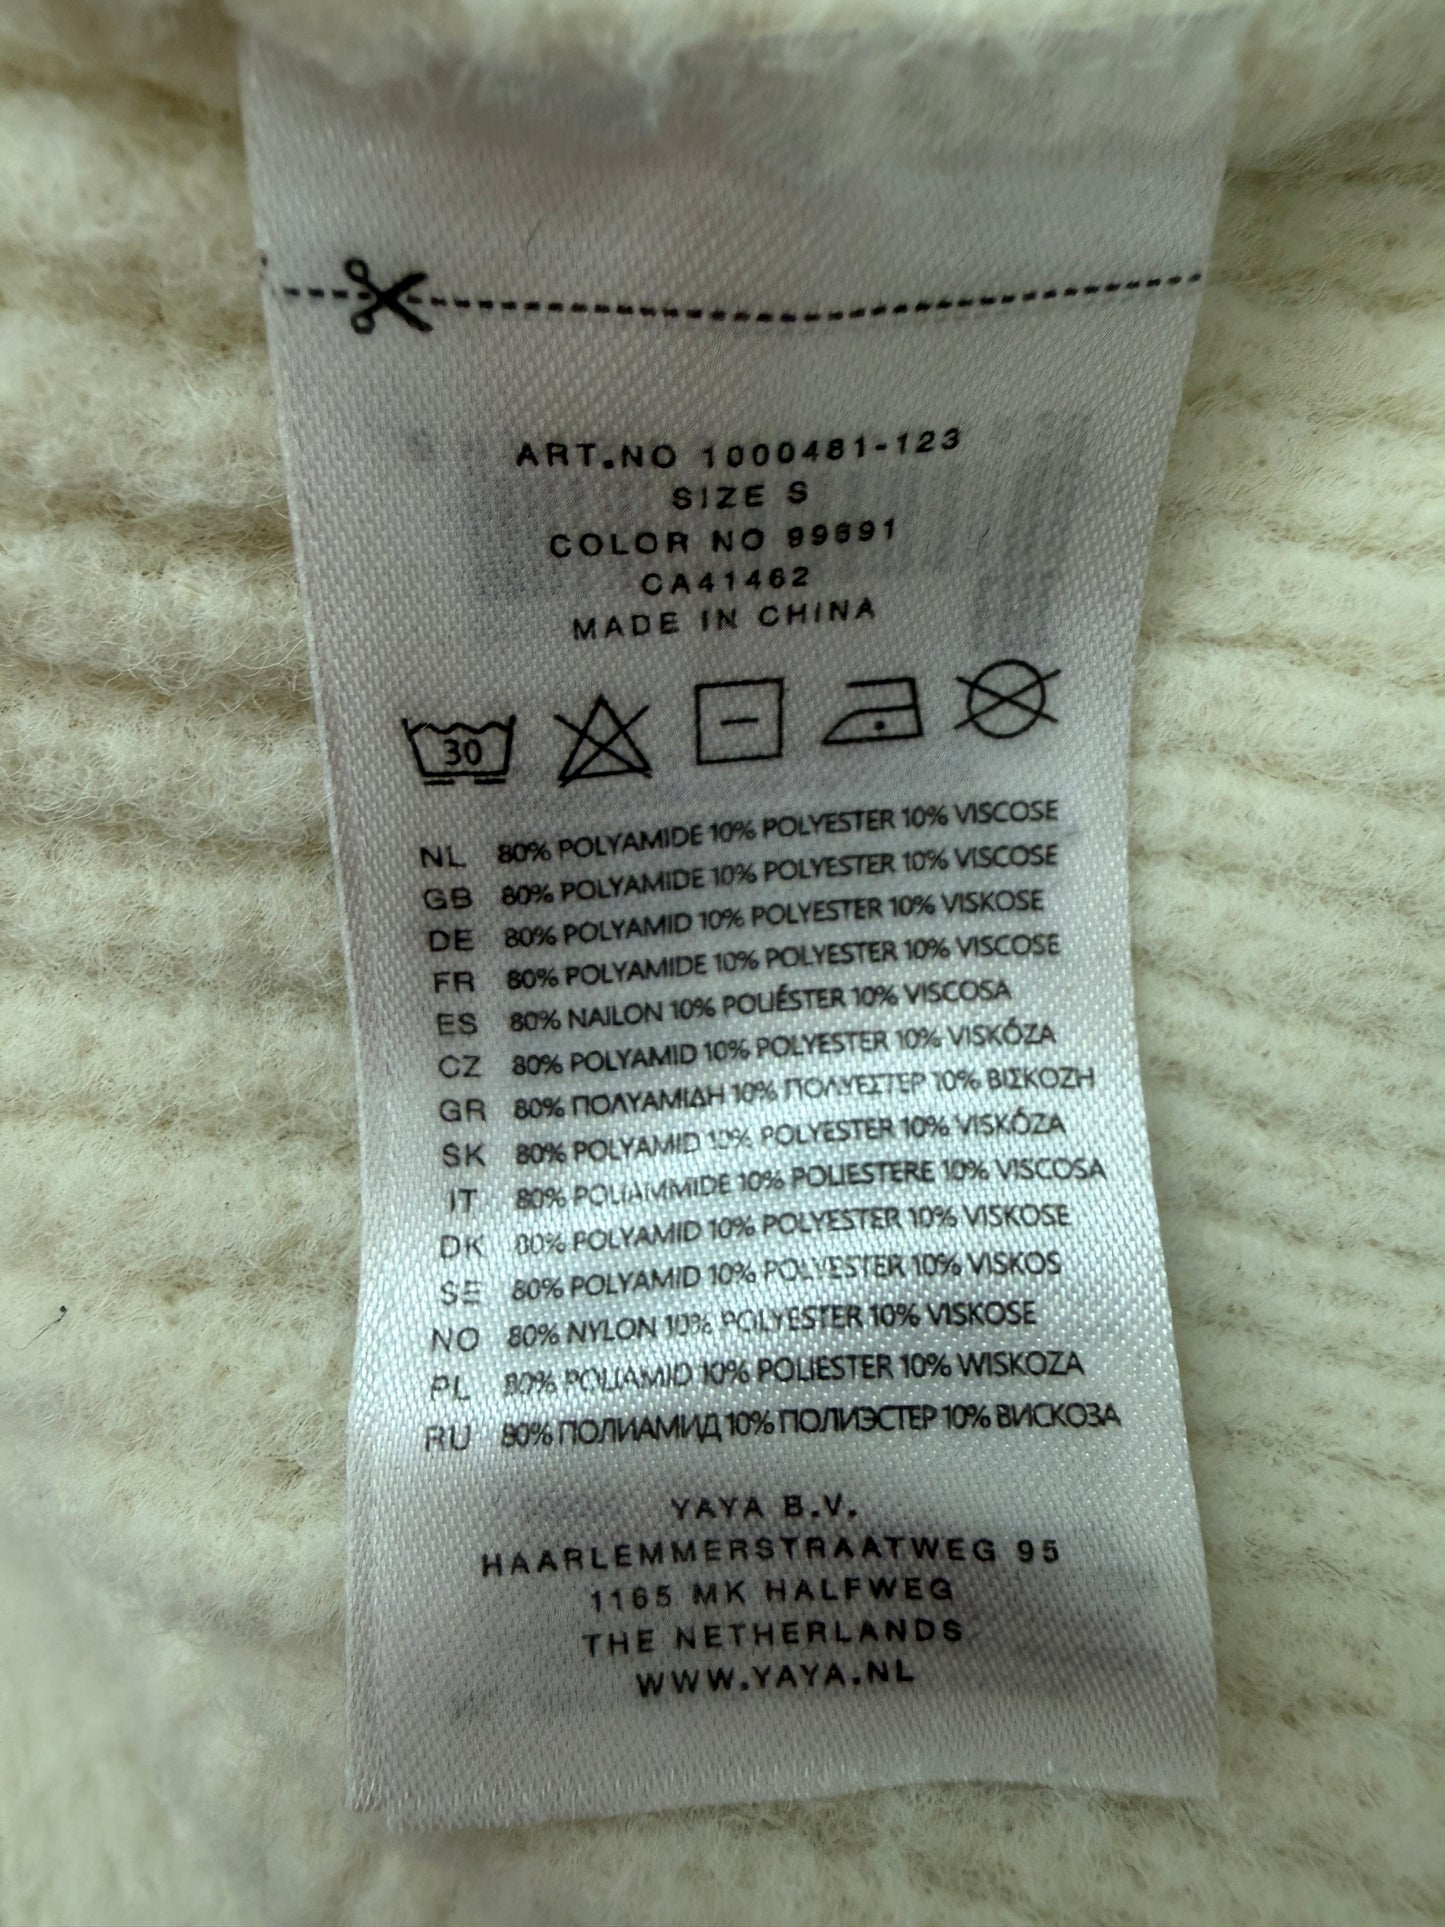 ART.NO 1000481-123
SIZE S
COLOR NO 99691
CA41462
MADE IN CHINA
30
NL 80% POLYAMIDE 10% POLYESTER 10% VISCOSE
GB 80% POLYAMIDE 10% POLYESTER 10% VISCOSE
DE 80% POLYAMID 10% POLYESTER 10% VISKOSE
FR 80% POLYAMIDE 10% POLYESTER 10% VISCOSE
ES 80% NAILON 10% POLIÉSTER 10% VISCOSA
CZ 80% POLYAMID 10% POLYESTER 10% VISKÓZA
GR 80% ΠΟΛΥΑΜΙΔΗ 10% ΠΟΛΥΕΣΤΕΡ 10% ΒΙΣΚΟΖΗ
SK 80% POLYAMID 10% POLYESTER 10% VISKÓZA
IT 80% POLIAMMIDE 10% POLIESTERE 10% VISCOSA
DK 80% POLYAMID 10% POLYESTER 10% VISKOSE
SE 80% POLYAMID 10% POLYESTER 10% VISKOS
NO 80% NYLON 10% POLYESTER 10% VISKOSE
PL 80% POLIAMID 10% POLIESTER 10% WISKOZA
RU 80% ПОЛИАМИД 10% ПОЛИЭСТЕР 10% ВИСКОЗА
YAYA B.V.
HAARLEMMERSTRAATWEG 95
1165 MK HALFWEG
THE NETHERLANDS
WWW.YAYA.NL